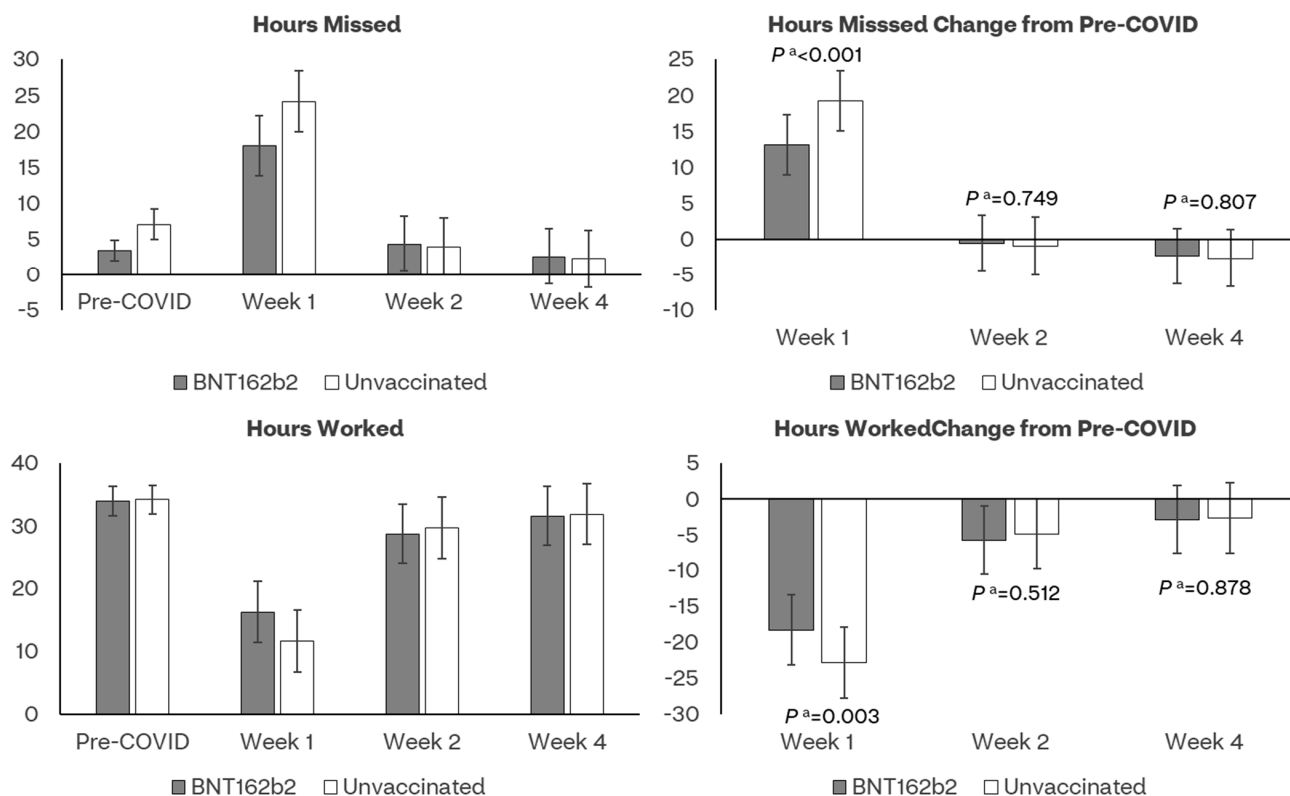 Hours Missed
30
25
20
15
10
5
0
-5
Pre-COVID Week 1 Week 2 Week 4
BNT162b2 Unvaccinated
Hours Misssed Change from Pre-COVID
25
20
15
10
5
0
-5
-10
P a<0.001
P a=0.749
P a=0.807
Week 1 Week 2 Week 4
BNT162b2 Unvaccinated
Hours Worked
40
30
20
10
0
Pre-COVID Week 1 Week 2 Week 4
BNT162b2 Unvaccinated
Hours WorkedChange from Pre-COVID
5
0
-5
-10
-15
-20
-25
-30
P a=0.003
P a=0.512
P a=0.878
Week 1 Week 2 Week 4
BNT162b2 Unvaccinated